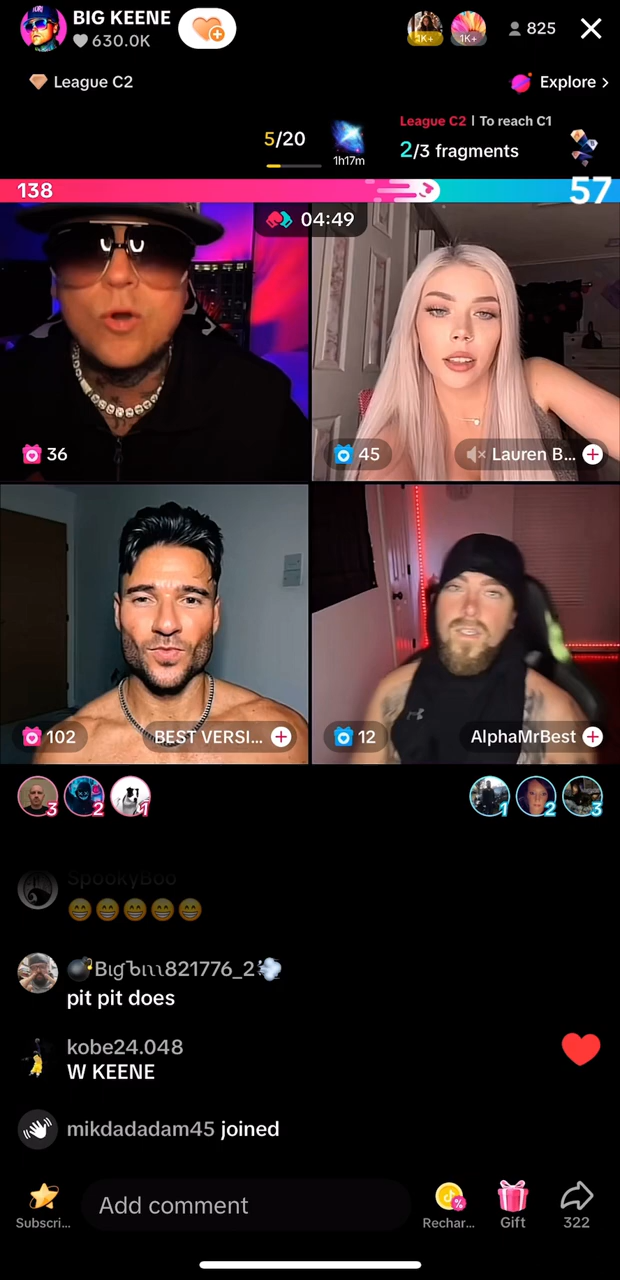 BIG KEENE
630.0K
1K+
1K+
825
League C2
Explore >
5/20
1h17m
League C2 | To reach C1
2/3 fragments
138
57
04:49
36
45
Lauren B...
102
BEST VERSI...
12
AlphaMrBest
3
2
1
1
2
3
SpookyBoo
😁😁😁😁😁
💣Bιgხιιι821776_2💨
pit pit does
kobe24.048
W KEENE
mikdadadam45 joined
Add comment
Subscri...
Rechar...
Gift
322